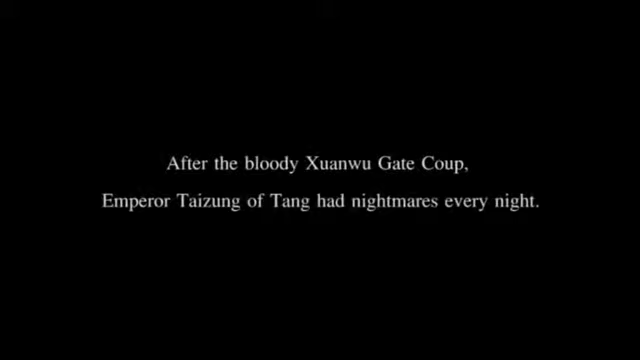 After the bloody Xuanwu Gate Coup,
Emperor Taizung of Tang had nightmares every night.